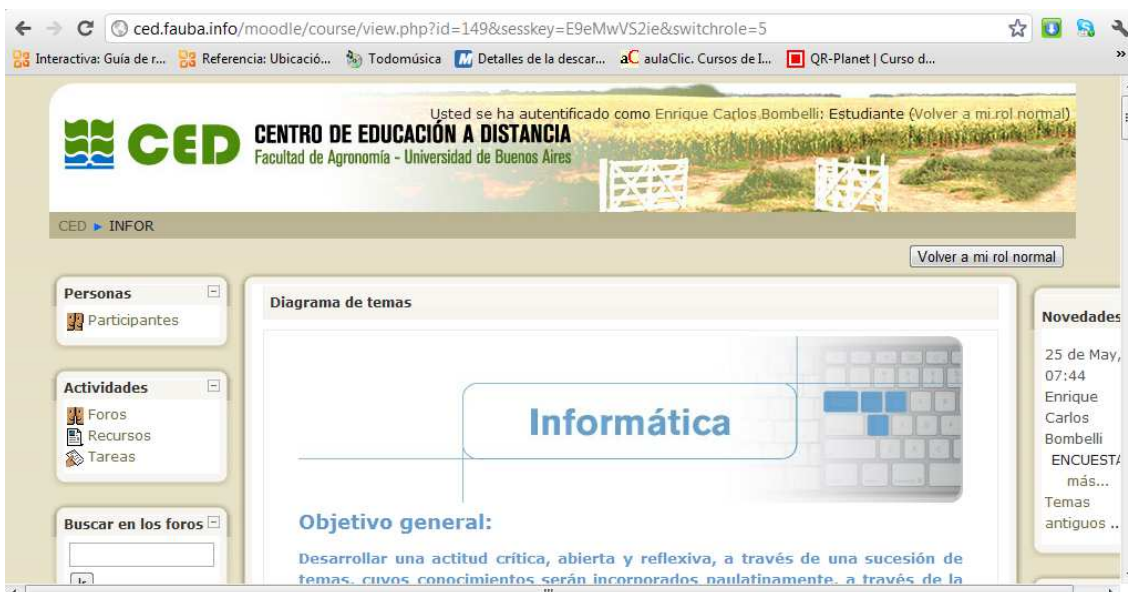 ced.fauba.info/moodle/course/view.php?id=149&sesskey=E9eMwVS2ie&switchrole=5
Interactiva: Guía de r... Referencia: Ubicació... Todomúsica Detalles de la descar... aC aulaClic. Cursos de I... QR-Planet | Curso d... »
Usted se ha autentificado como Enrique Carlos Bombelli: Estudiante (Volver a mi rol normal)
CED
CENTRO DE EDUCACIÓN A DISTANCIA
Facultad de Agronomía - Universidad de Buenos Aires
CED ► INFOR
Volver a mi rol normal
Personas
Participantes
Actividades
Foros
Recursos
Tareas
Buscar en los foros
Diagrama de temas
Informática
Objetivo general:
Desarrollar una actitud crítica, abierta y reflexiva, a través de una sucesión de
temas, cuyos conocimientos serán incorporados paulatinamente, a través de la
Novedades
25 de May,
07:44
Enrique
Carlos
Bombelli
ENCUESTA
más...
Temas
antiguos ...